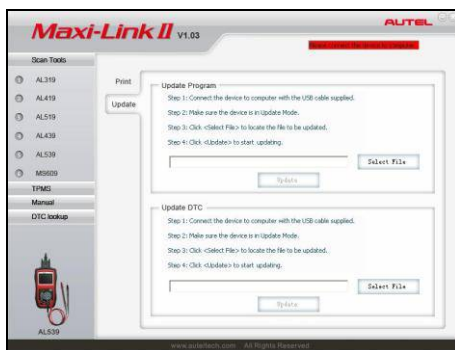 AUTEL
Maxi-Link II V1.03
Please connect the device to computer
Scan Tools
AL319
AL419
AL519
AL439
AL539
MS609
TPMS
Manual
DTC lookup
AL539
Print
Update
Update Program
Step 1: Connect the device to computer with the USB cable supplied.
Step 2: Make sure the device is in Update Mode.
Step 3: Click <Select File> to locate the file to be updated.
Step 4: Click <Update> to start updating.
Select File
Update
Update DTC
Step 1: Connect the device to computer with the USB cable supplied.
Step 2: Make sure the device is in Update Mode.
Step 3: Click <Select File> to locate the file to be updated.
Step 4: Click <Update> to start updating.
Select File
Update
www.auteltech.com All Rights Reserved